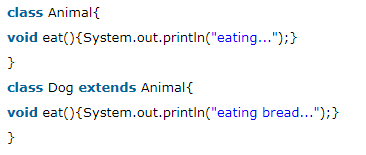 class Animal{
void eat(){System.out.println("eating...");}
}
class Dog extends Animal{
void eat(){System.out.println("eating bread...");}
}